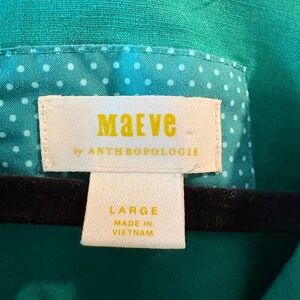 MaEVe
by ANTHROPOLOGIE
LARGE
MADE IN
VIETNAM